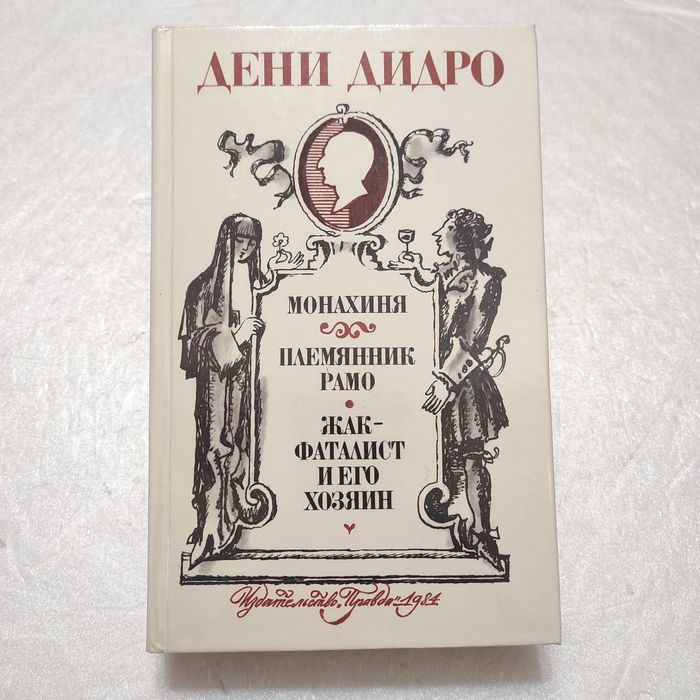 ДЕНИ ДИДРО
МОНАХИНЯ
ПЛЕМЯННИК
РАМО
ЖАК-
ФАТАЛИСТ
И ЕГО
ХОЗЯИН
Издательство „Правда“ 1984